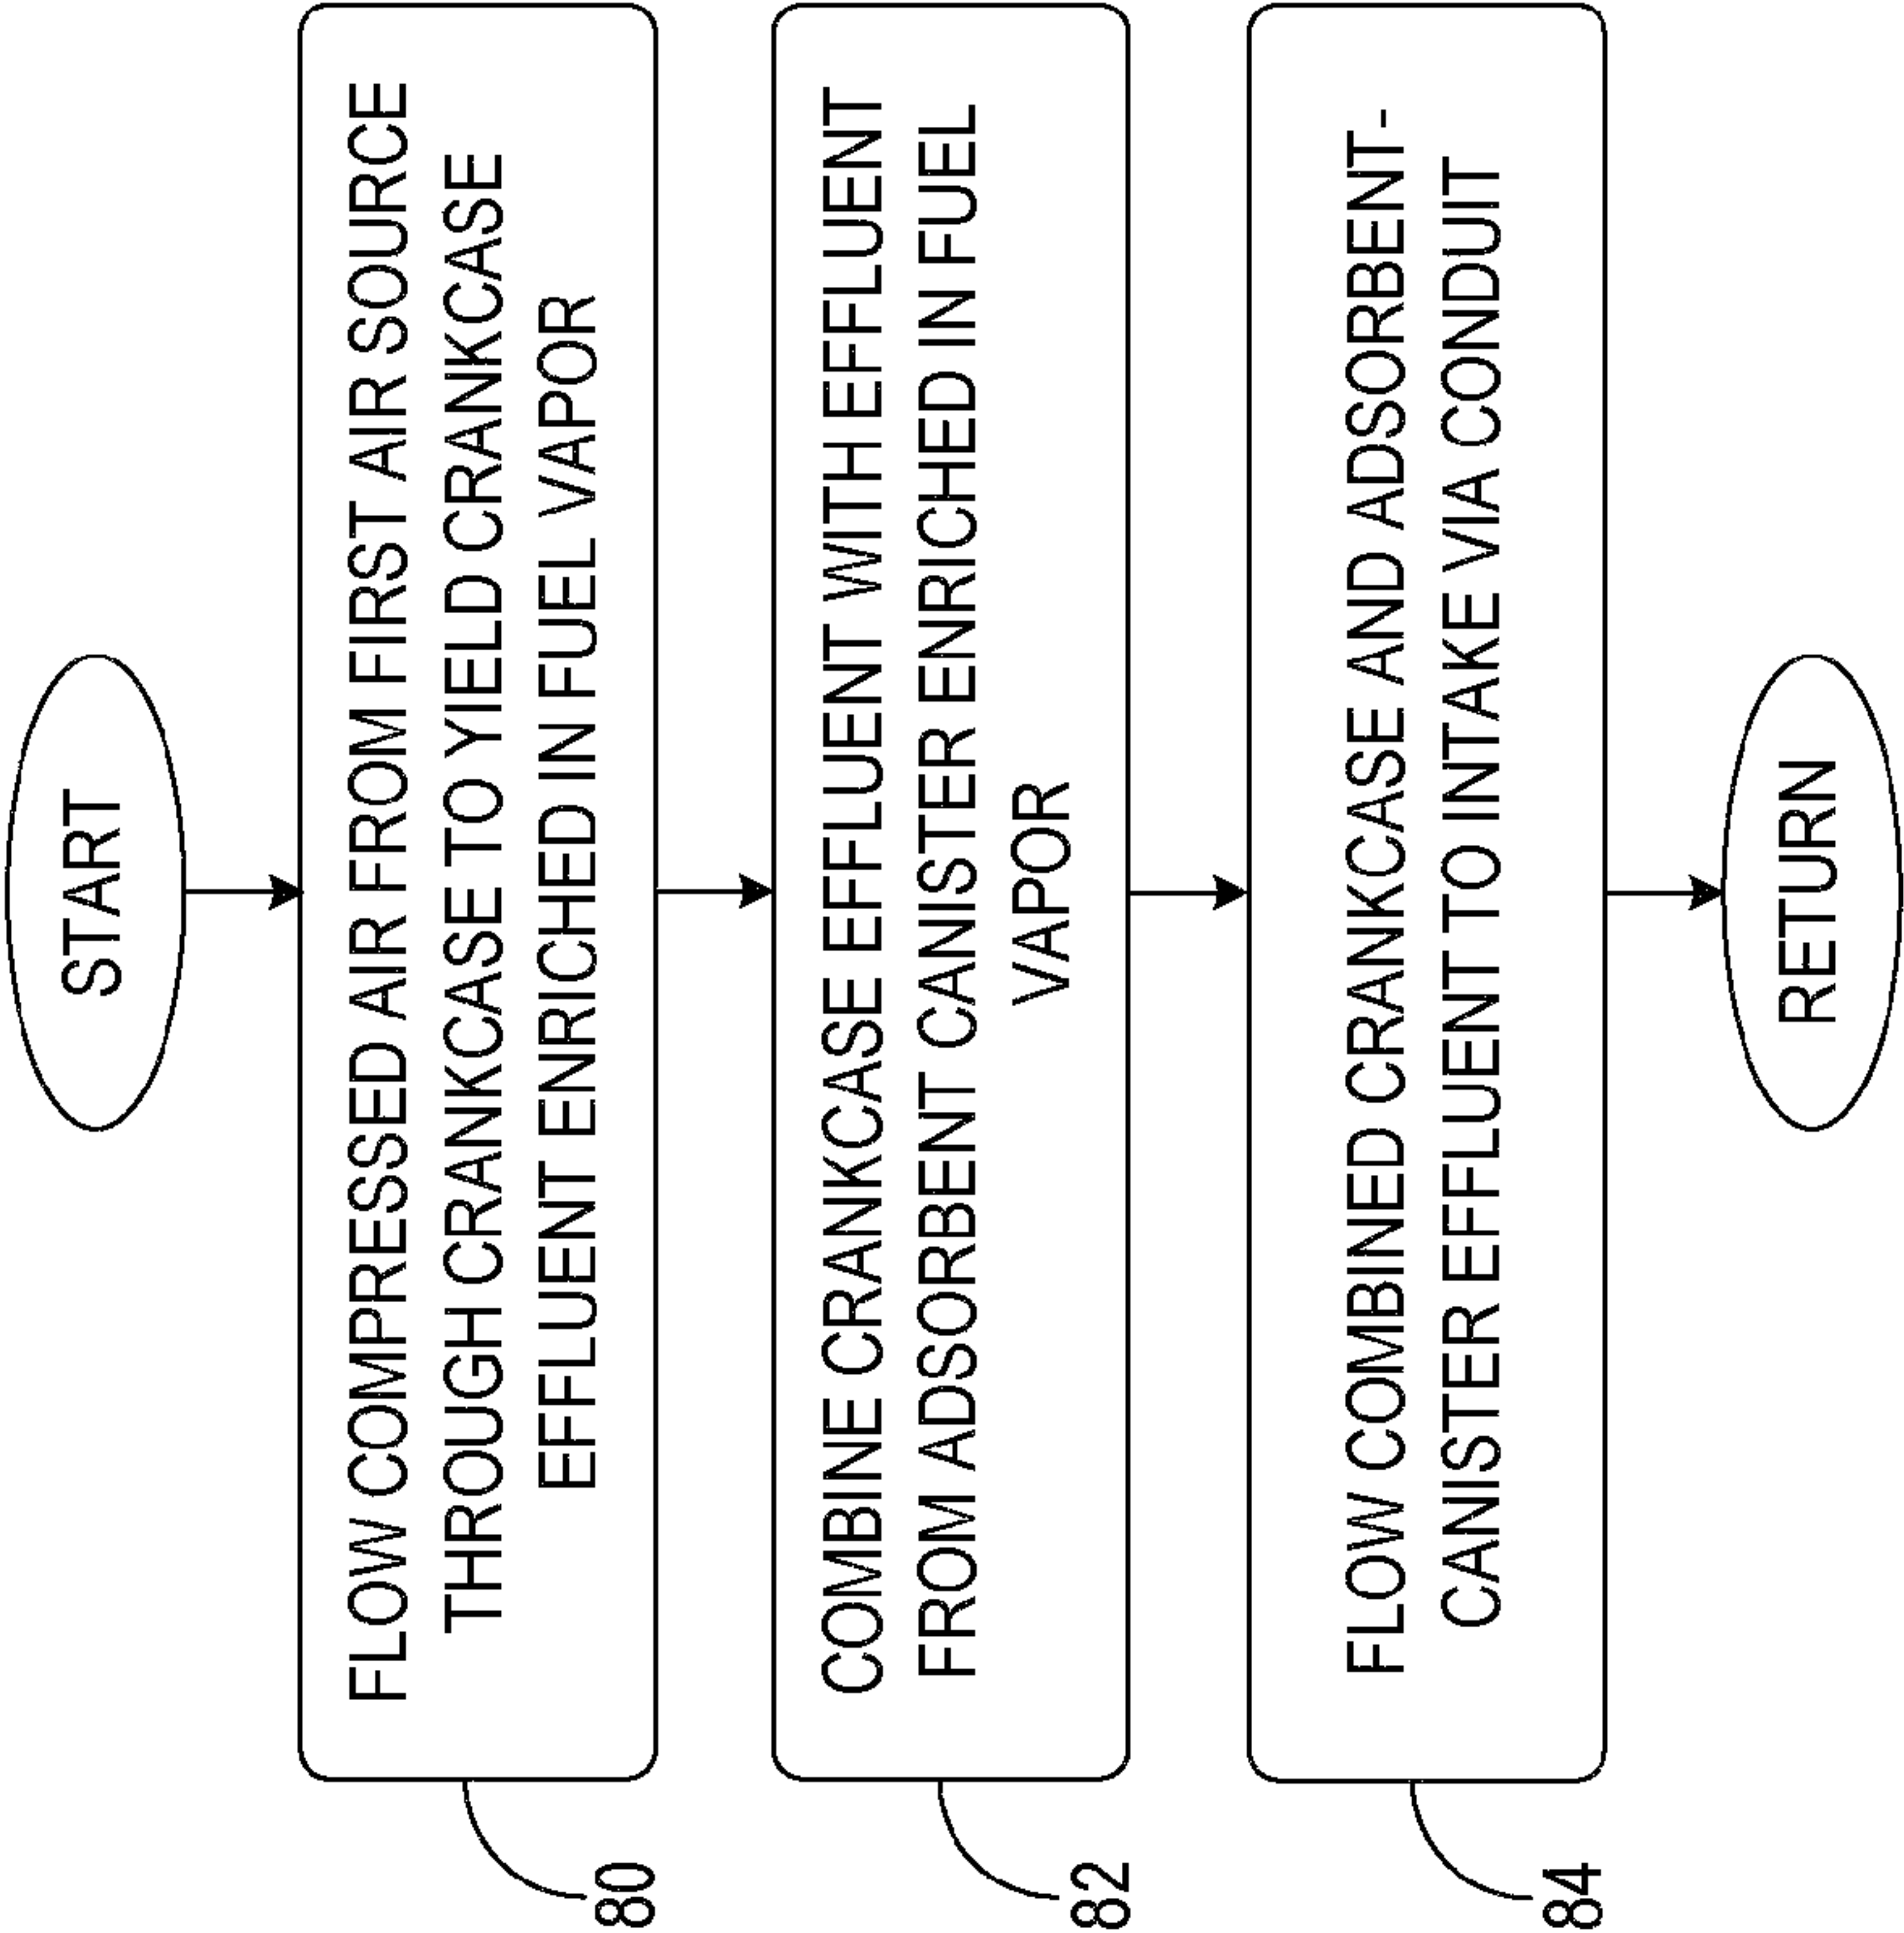 START
FLOW COMPRESSED AIR FROM FIRST AIR SOURCE
THROUGH CRANKCASE TO YIELD CRANKCASE
EFFLUENT ENRICHED IN FUEL VAPOR
80
COMBINE CRANKCASE EFFLUENT WITH EFFLUENT
FROM ADSORBENT CANISTER ENRICHED IN FUEL
VAPOR
82
FLOW COMBINED CRANKCASE AND ADSORBENT-
CANISTER EFFLUENT TO INTAKE VIA CONDUIT
84
RETURN